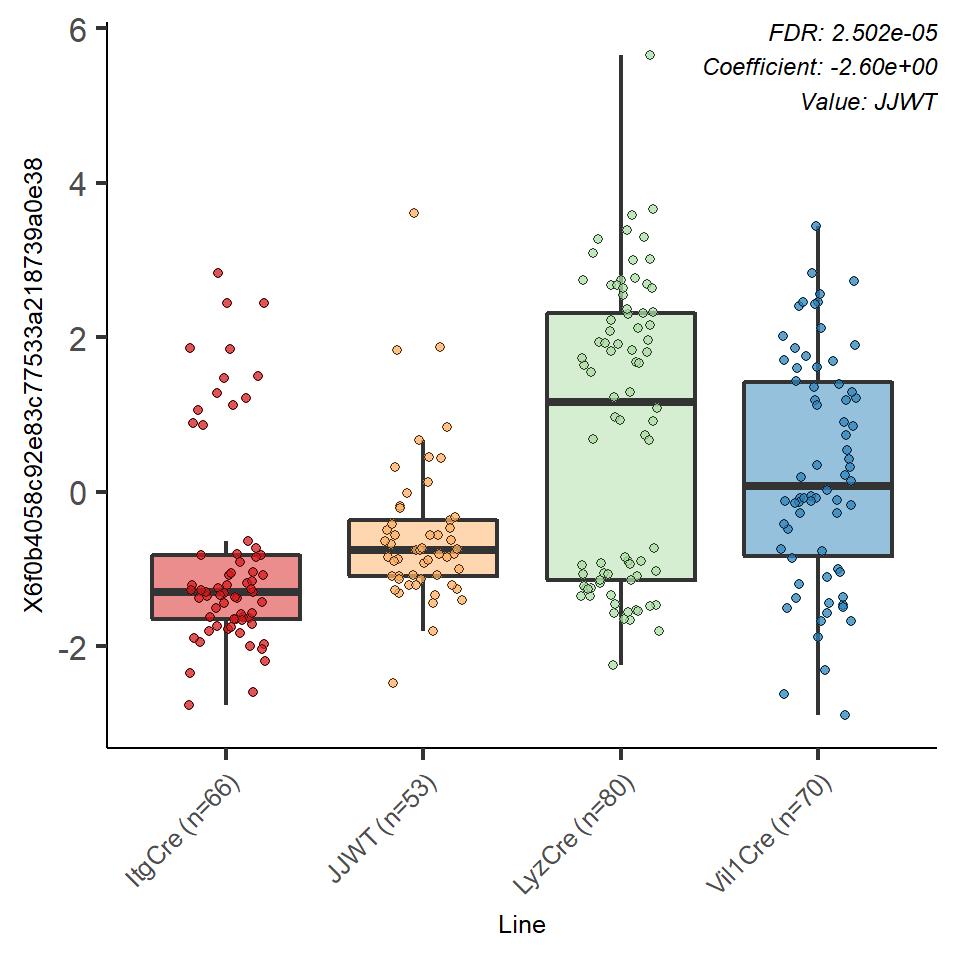 FDR: 2.502e-05
Coefficient: -2.60e+00
Value: JJWT
X6f0b4058c92e83c77533a218739a0e38
6
4
2
0
-2
ItgCre (n=66)
JJWT (n=53)
LyzCre (n=80)
Vil1Cre (n=70)
Line